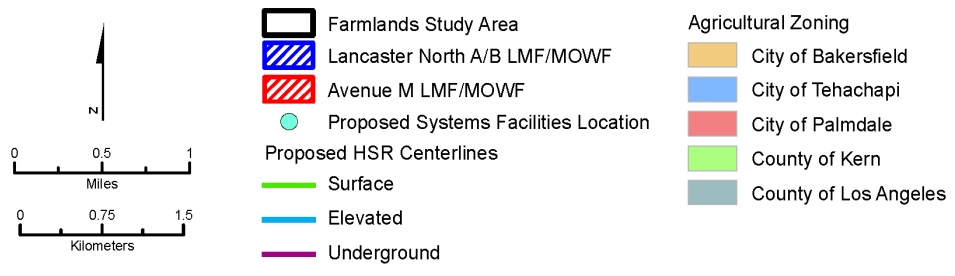 N
0 0.5 1
Miles
0 0.75 1.5
Kilometers
Farmlands Study Area
Lancaster North A/B LMF/MOWF
Avenue M LMF/MOWF
Proposed Systems Facilities Location
Proposed HSR Centerlines
Surface
Elevated
Underground
Agricultural Zoning
City of Bakersfield
City of Tehachapi
City of Palmdale
County of Kern
County of Los Angeles